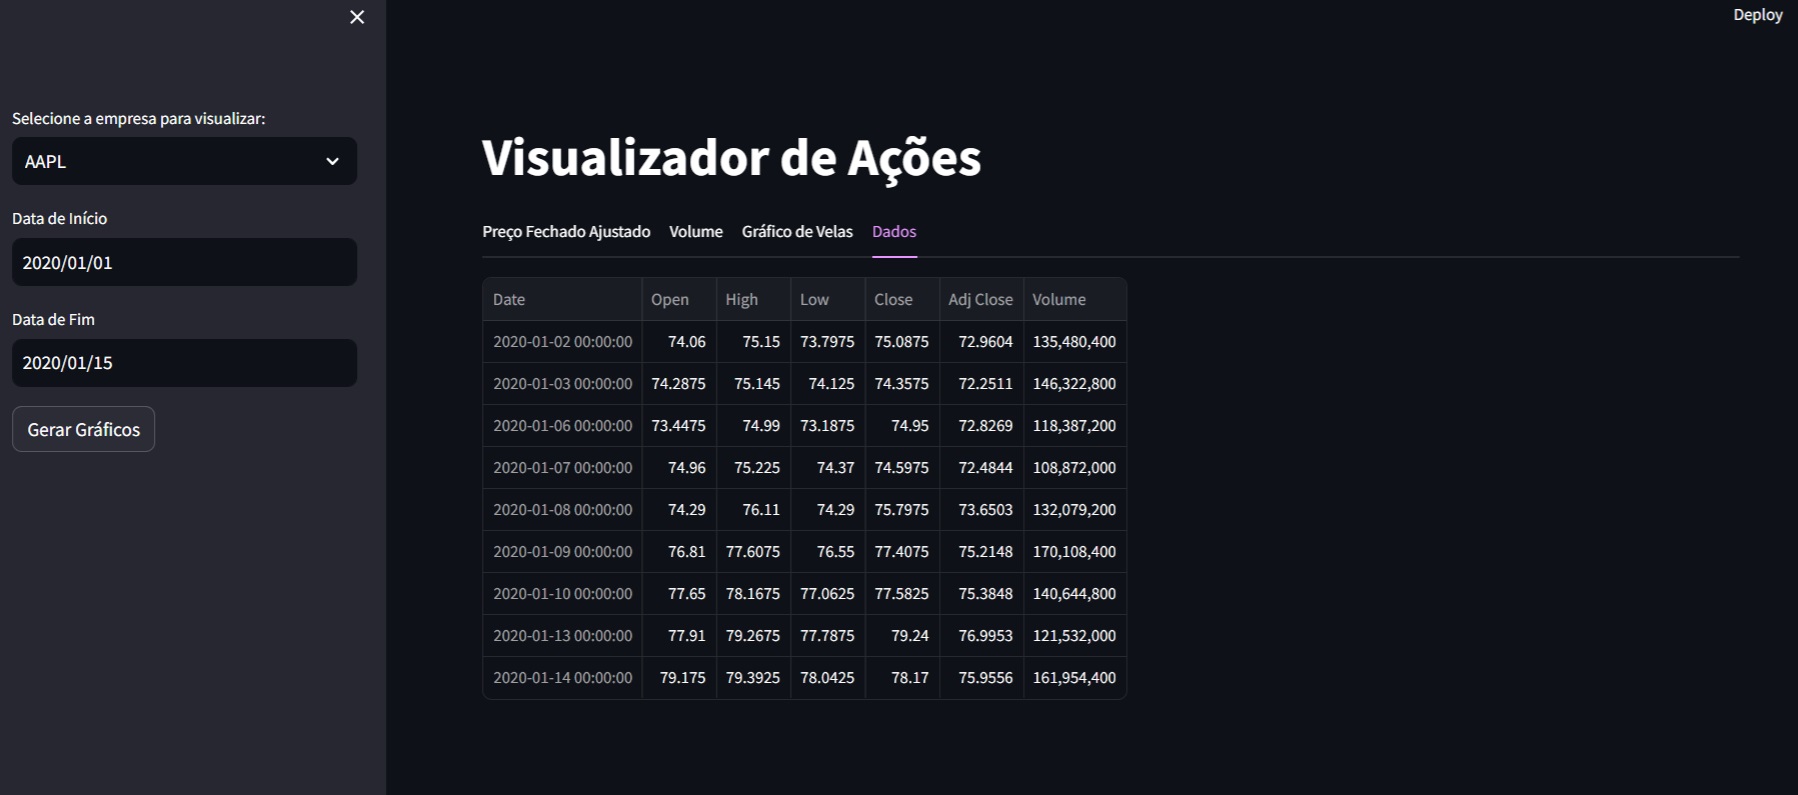 Deploy
Selecione a empresa para visualizar:
AAPL
Data de Início
2020/01/01
Data de Fim
2020/01/15
Gerar Gráficos
Visualizador de Ações
Preço Fechado Ajustado Volume Gráfico de Velas Dados
Date Open High Low Close Adj Close Volume
2020-01-02 00:00:00 74.06 75.15 73.7975 75.0875 72.9604 135,480,400
2020-01-03 00:00:00 74.2875 75.145 74.125 74.3575 72.2511 146,322,800
2020-01-06 00:00:00 73.4475 74.99 73.1875 74.95 72.8269 118,387,200
2020-01-07 00:00:00 74.96 75.225 74.37 74.5975 72.4844 108,872,000
2020-01-08 00:00:00 74.29 76.11 74.29 75.7975 73.6503 132,079,200
2020-01-09 00:00:00 76.81 77.6075 76.55 77.4075 75.2148 170,108,400
2020-01-10 00:00:00 77.65 78.1675 77.0625 77.5825 75.3848 140,644,800
2020-01-13 00:00:00 77.91 79.2675 77.7875 79.24 76.9953 121,532,000
2020-01-14 00:00:00 79.175 79.3925 78.0425 78.17 75.9556 161,954,400